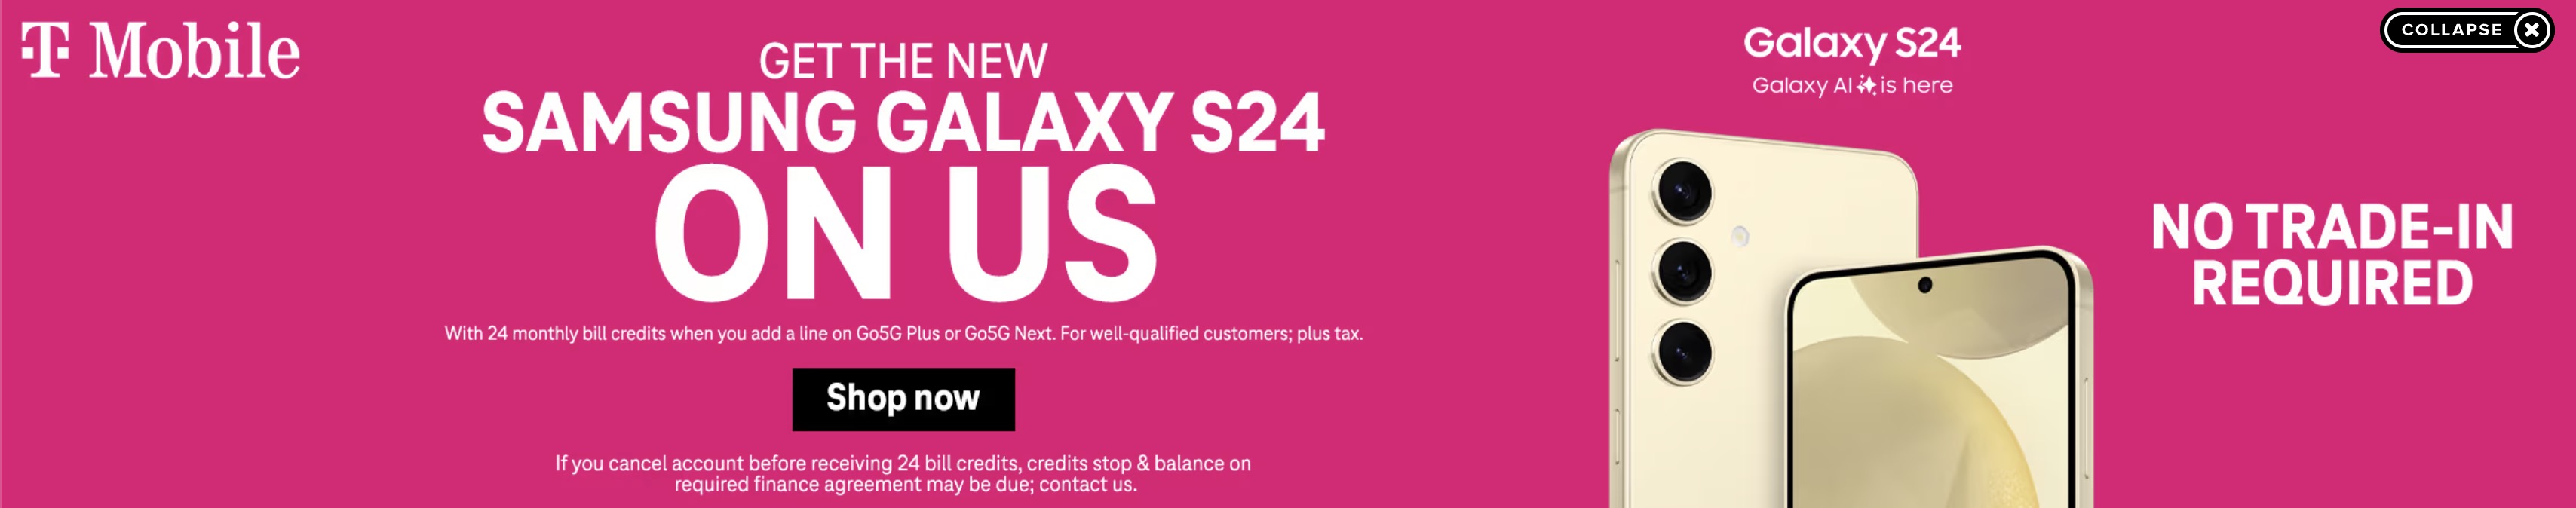 T Mobile
GET THE NEW
SAMSUNG GALAXY S24
ON US
With 24 monthly bill credits when you add a line on Go5G Plus or Go5G Next. For well-qualified customers; plus tax.
Shop now
If you cancel account before receiving 24 bill credits, credits stop & balance on
required finance agreement may be due; contact us.
Galaxy S24
Galaxy AI is here
NO TRADE-IN
REQUIRED
COLLAPSE